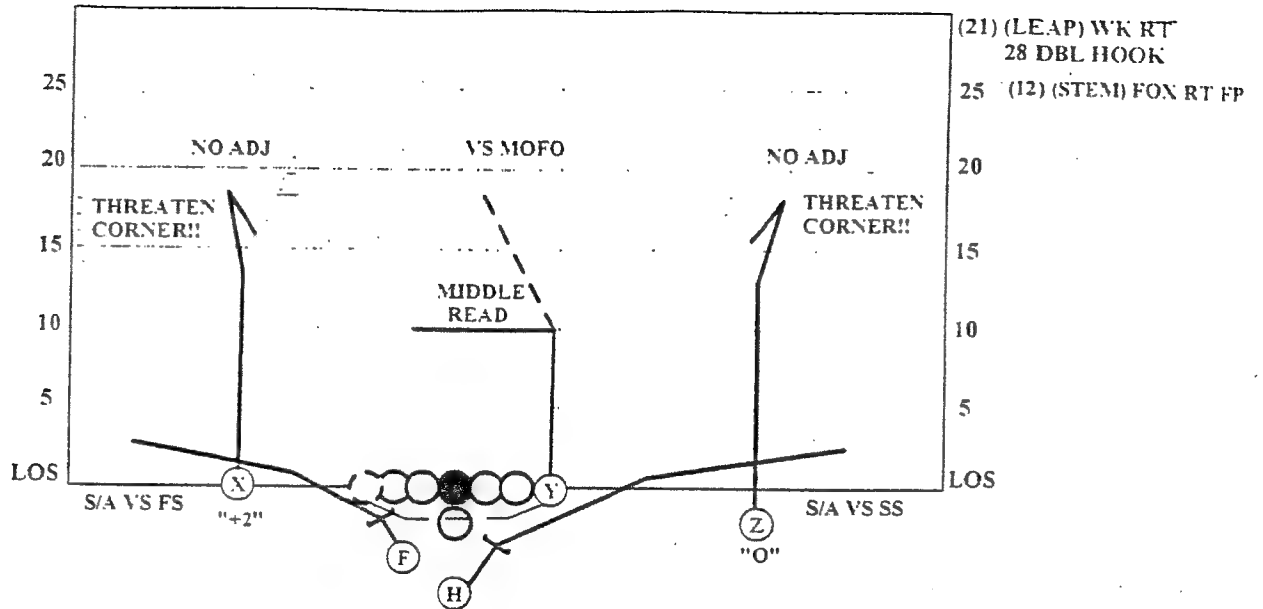 (21) (LEAP) WK RT
28 DBL HOOK
25
25 (12) (STEM) FOX RT FP
NO ADJ
VS MOFO
NO ADJ
20
20
THREATEN
CORNER!!
THREATEN
CORNER!!
15
15
MIDDLE
READ
10
10
5
5
LOS
X
Y
LOS
S/A VS FS
"+2"
F
H
Z
"O"
S/A VS SS